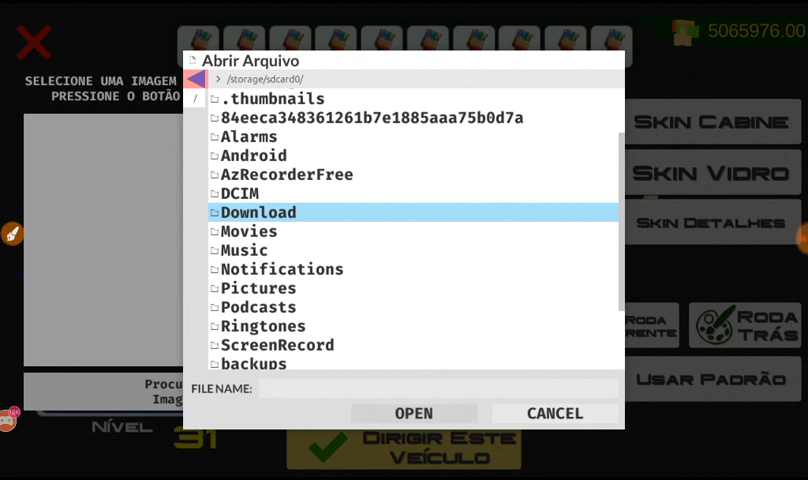 5065976.00
Abrir Arquivo
SELECIONE UMA IMAGEM
PRESSIONE O BOTÃO
> /storage/sdcard0/
/
.thumbnails
84eeca348361261b7e1885aaa75b0d7a
Alarms
Android
AzRecorderFree
DCIM
Download
Movies
Music
Notifications
Pictures
Podcasts
Ringtones
ScreenRecord
backups
FILE NAME:
OPEN
CANCEL
SKIN CABINE
SKIN VIDRO
SKIN DETALHES
RODA
RENTE
RODA
TRÁS
USAR PADRÃO
Procu
Imag
NÍVEL
31
DIRIGIR ESTE
VEÍCULO